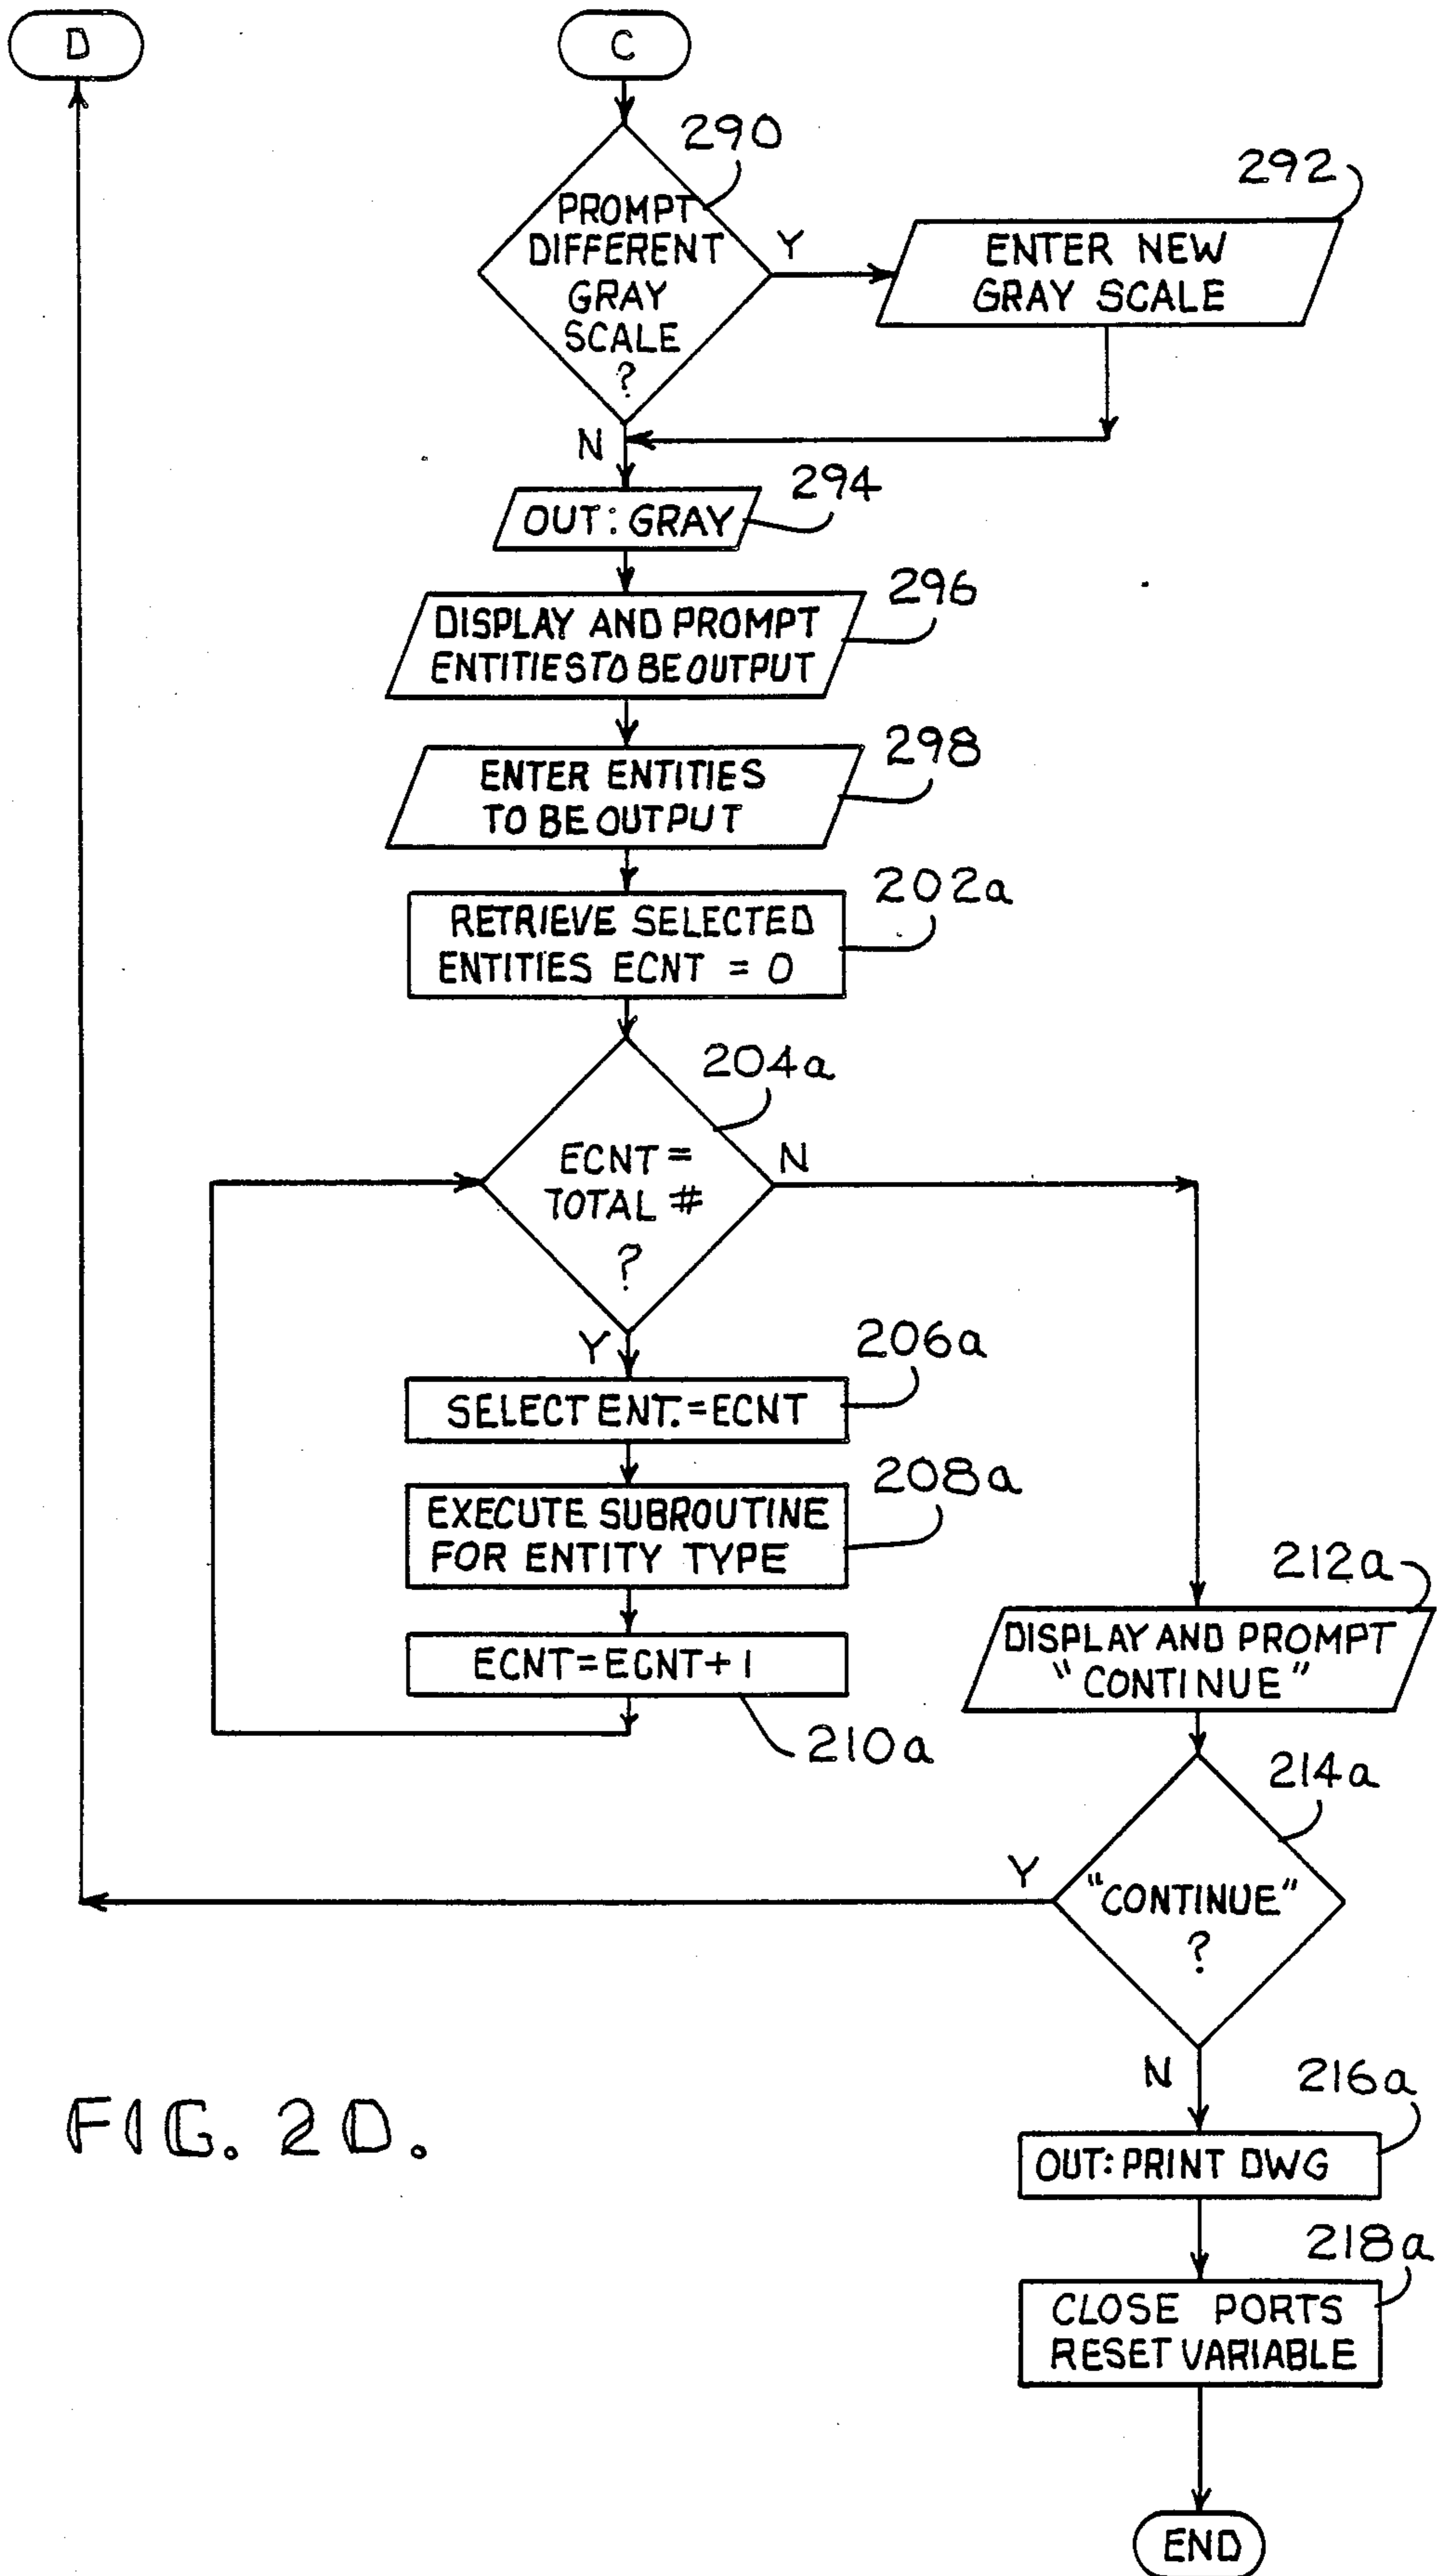 D
C
290
PROMPT
DIFFERENT
GRAY
SCALE
?
Y
292
ENTER NEW
GRAY SCALE
N
294
OUT: GRAY
296
DISPLAY AND PROMPT
ENTITIES TO BE OUTPUT
298
ENTER ENTITIES
TO BE OUTPUT
202a
RETRIEVE SELECTED
ENTITIES ECNT = 0
204a
ECNT =
TOTAL #
?
N
Y
206a
SELECT ENT. = ECNT
208a
EXECUTE SUBROUTINE
FOR ENTITY TYPE
ECNT = ECNT + 1
210a
212a
DISPLAY AND PROMPT
"CONTINUE"
214a
"CONTINUE"
?
Y
N
216a
OUT: PRINT DWG
218a
CLOSE PORTS
RESET VARIABLE
END
FIG. 2D.